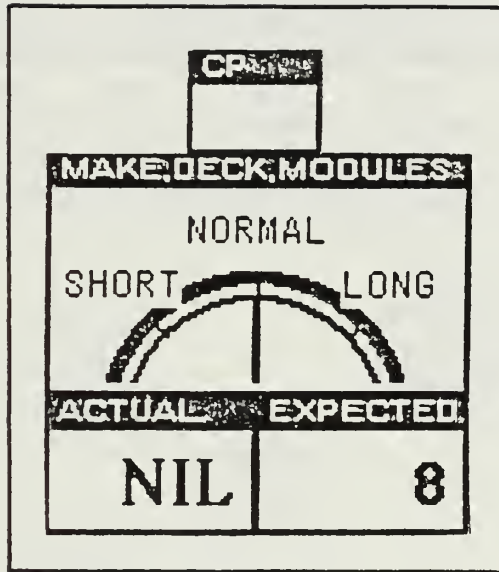 CP
MAKE.DECK.MODULES
NORMAL
SHORT LONG
ACTUAL EXPECTED
NIL 8